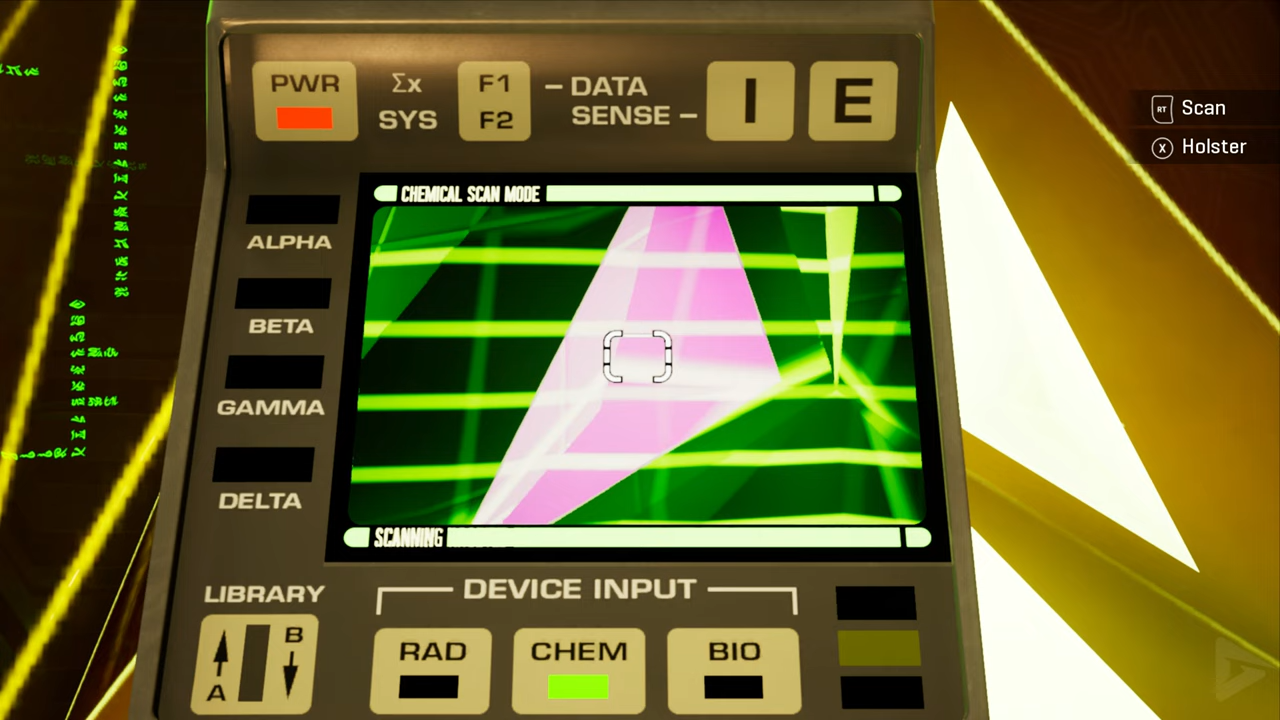 PWR
Σx
SYS
F1
F2
– DATA
SENSE –
I
E
RT Scan
X Holster
CHEMICAL SCAN MODE
ALPHA
BETA
GAMMA
DELTA
SCANNING
LIBRARY
A
B
DEVICE INPUT
RAD
CHEM
BIO